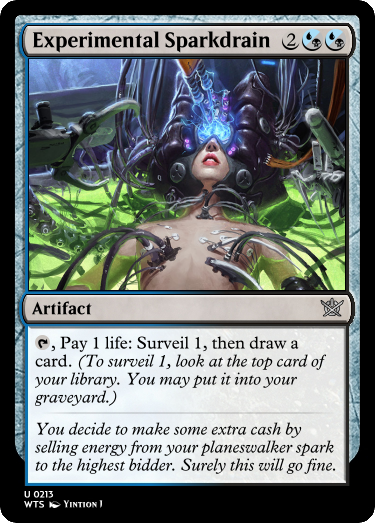 Experimental Sparkdrain 2
Artifact
, Pay 1 life: Surveil 1, then draw a
card. (To surveil 1, look at the top card of
your library. You may put it into your
graveyard.)
You decide to make some extra cash by
selling energy from your planeswalker spark
to the highest bidder. Surely this will go fine.
U 0213
WTS Yintion J